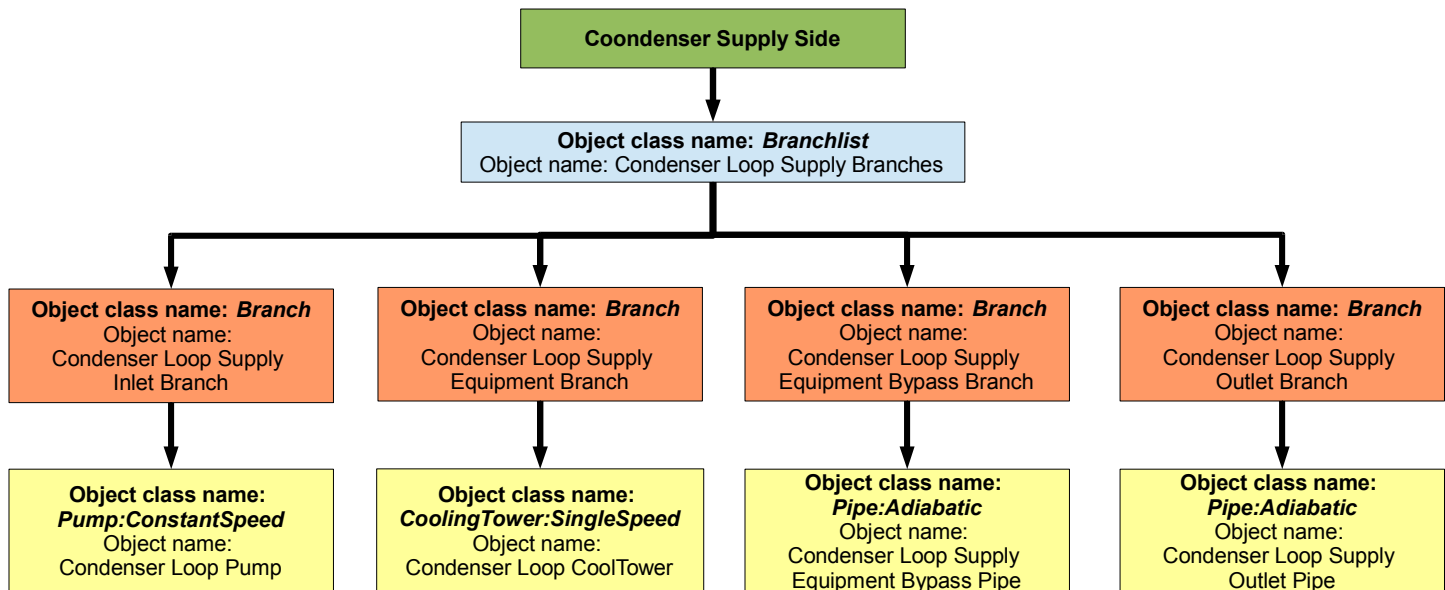 Coondenser Supply Side
Object class name: Branchlist
Object name: Condenser Loop Supply Branches
Object class name: Branch
Object name:
Condenser Loop Supply
Inlet Branch
Object class name: Branch
Object name:
Condenser Loop Supply
Equipment Branch
Object class name: Branch
Object name:
Condenser Loop Supply
Equipment Bypass Branch
Object class name: Branch
Object name:
Condenser Loop Supply
Outlet Branch
Object class name:
Pump:ConstantSpeed
Object name:
Condenser Loop Pump
Object class name:
CoolingTower:SingleSpeed
Object name:
Condenser Loop CoolTower
Object class name:
Pipe:Adiabatic
Object name:
Condenser Loop Supply
Equipment Bypass Pipe
Object class name:
Pipe:Adiabatic
Object name:
Condenser Loop Supply
Outlet Pipe